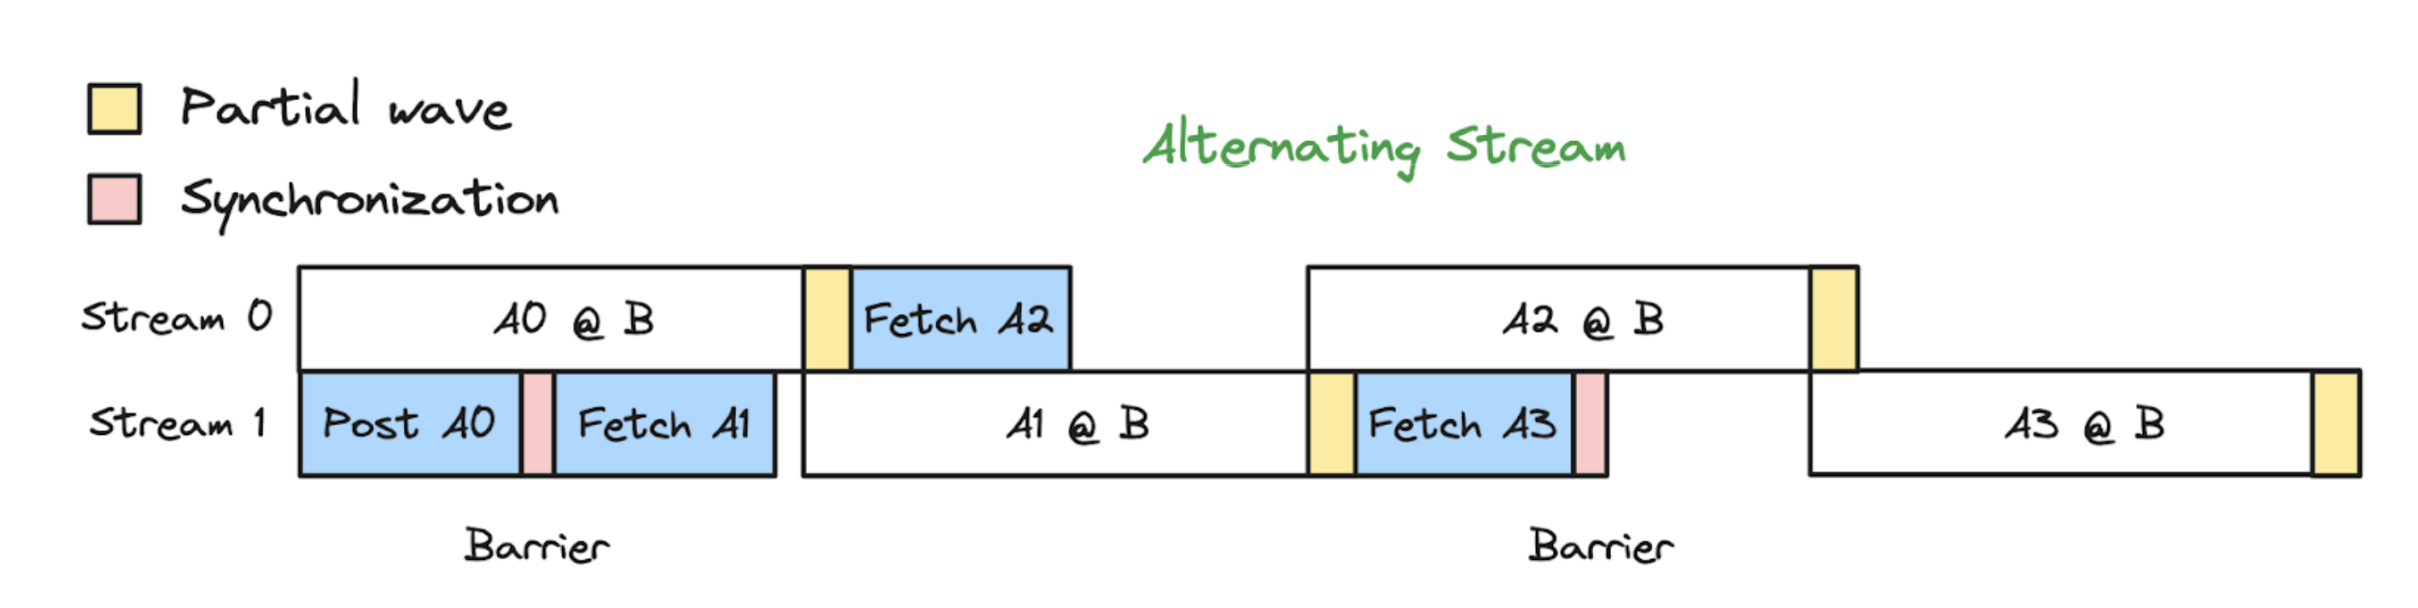 Partial wave
Alternating Stream
Synchronization
Stream 0
A0 @ B
Fetch A2
A2 @ B
Stream 1
Post A0
Fetch A1
A1 @ B
Fetch A3
A3 @ B
Barrier
Barrier